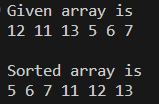 Given array is
12 11 13 5 6 7
Sorted array is
5 6 7 11 12 13